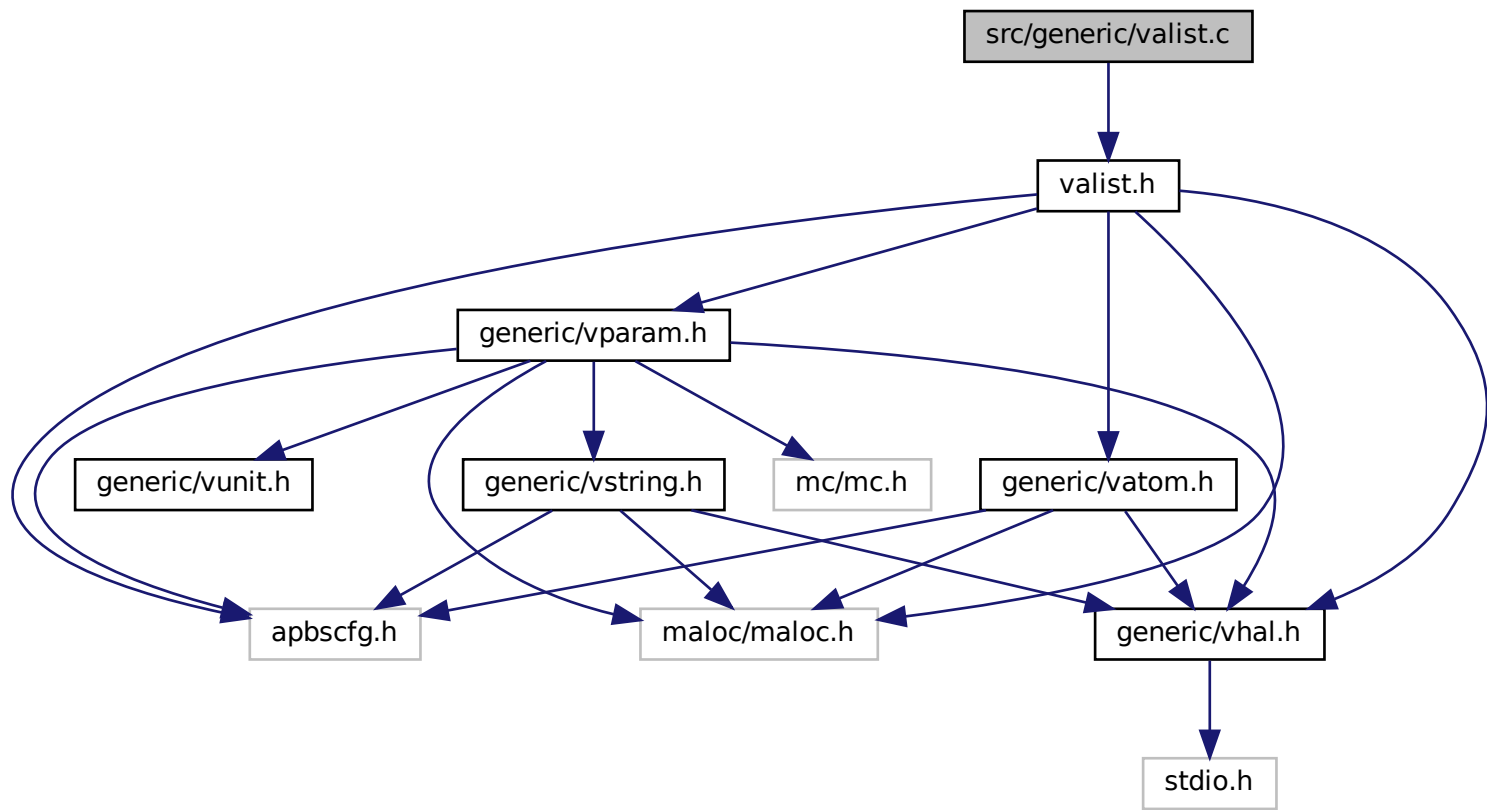 src/generic/valist.c
valist.h
generic/vparam.h
generic/vunit.h
generic/vstring.h
mc/mc.h
generic/vatom.h
apbscfg.h
maloc/maloc.h
generic/vhal.h
stdio.h